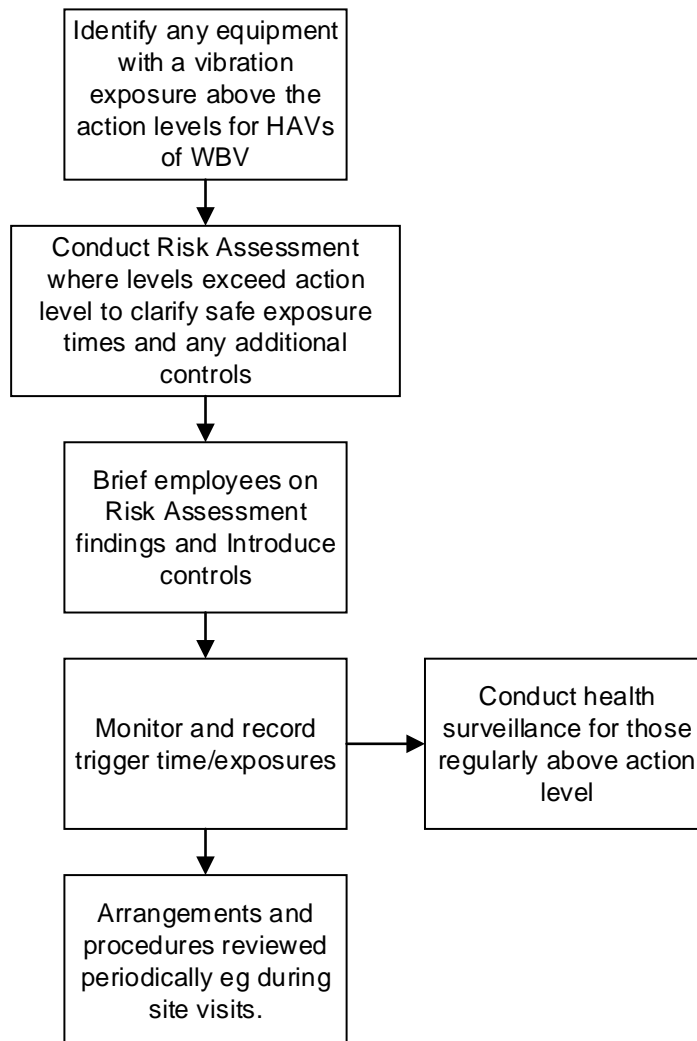 Identify any equipment
with a vibration
exposure above the
action levels for HAVs
of WBV
Conduct Risk Assessment
where levels exceed action
level to clarify safe exposure
times and any additional
controls
Brief employees on
Risk Assessment
findings and Introduce
controls
Monitor and record
trigger time/exposures
Conduct health
surveillance for those
regularly above action
level
Arrangements and
procedures reviewed
periodically eg during
site visits.